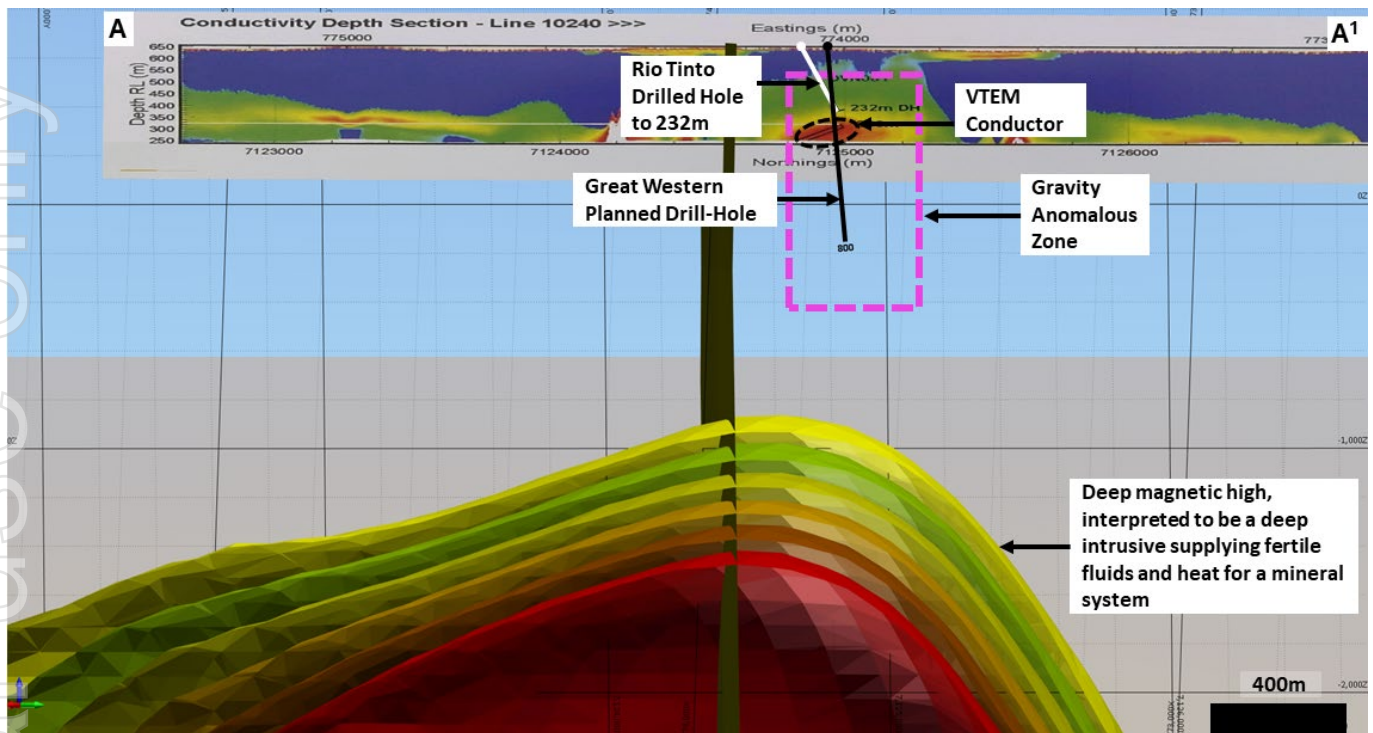 A
Conductivity Depth Section - Line 10240 >>>
Eastings (m)
A1
775000
774000
Depth RL (m)
650
600
550
500
450
400
350
300
250
Rio Tinto
Drilled Hole
to 232m
232m DH
VTEM
Conductor
7123000
7124000
7125000
7126000
Northings (m)
Great Western
Planned Drill-Hole
Gravity
Anomalous
Zone
800
0Z
-1,000Z
Deep magnetic high,
interpreted to be a deep
intrusive supplying fertile
fluids and heat for a mineral
system
400m
-2,000Z
only